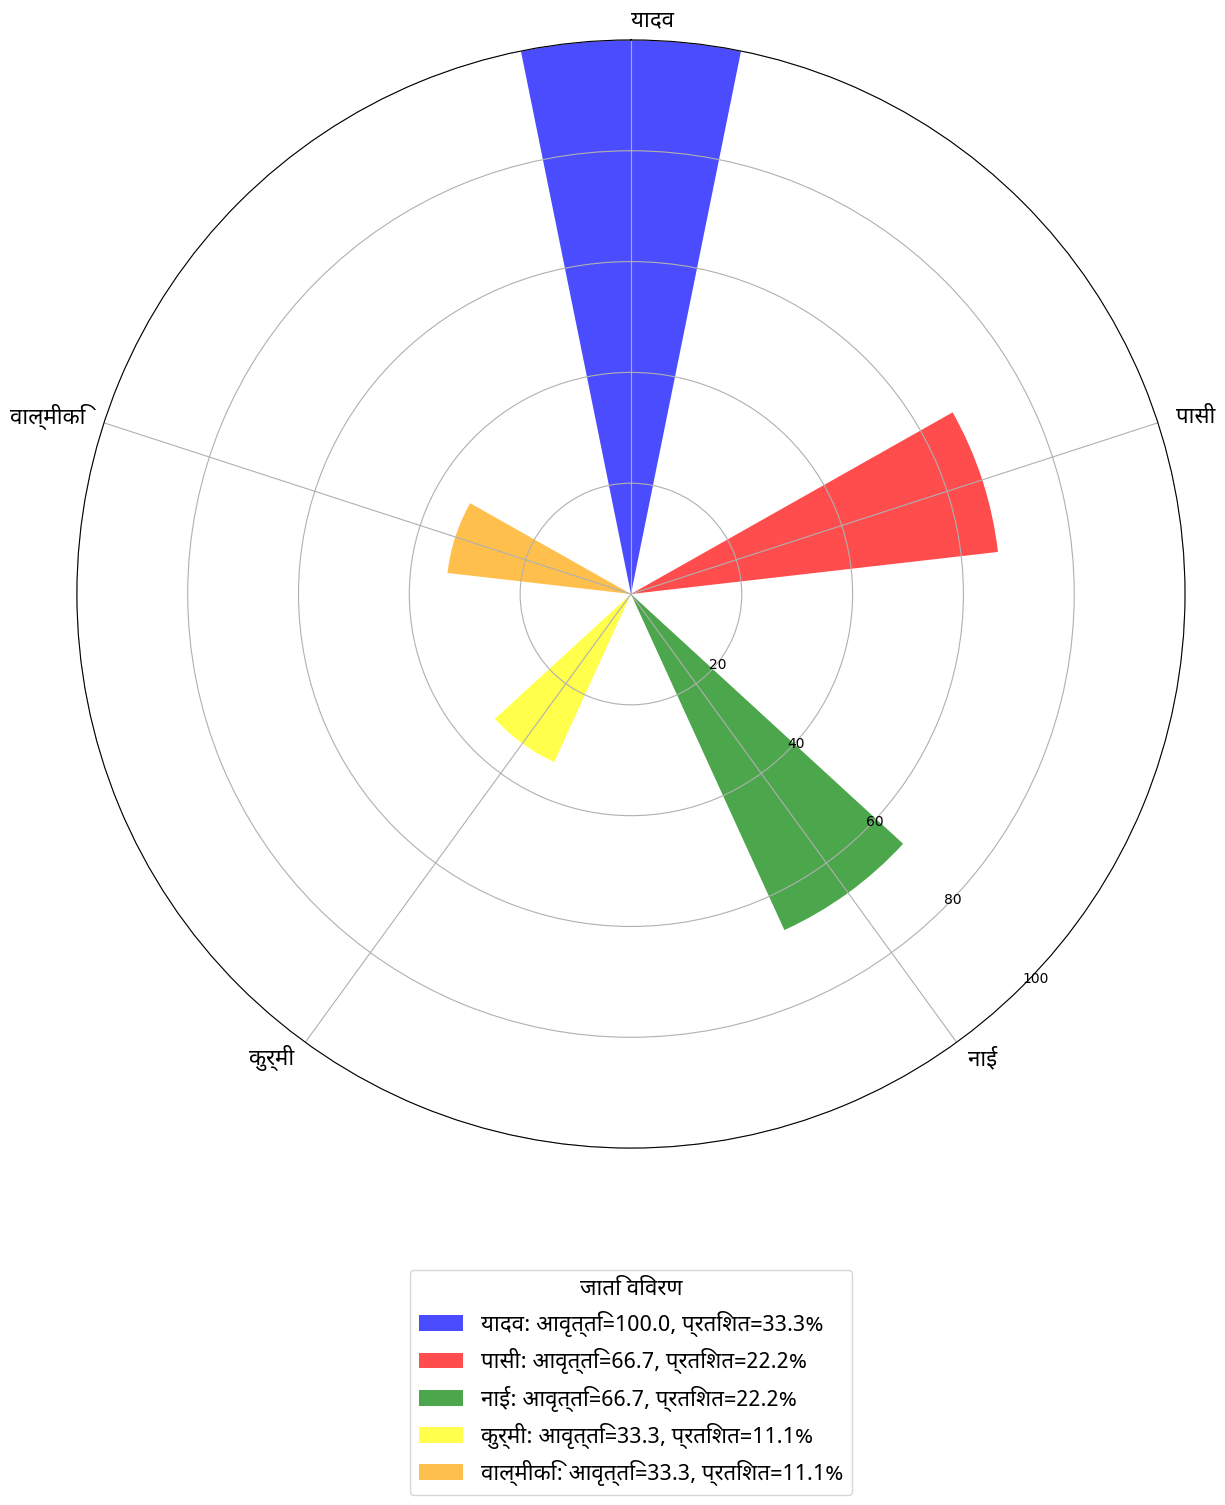 यादव
पासी
वाल्मीकि
20
40
60
80
100
कुर्मी
नाई
जाति विवरण
यादव: आवृत्ति=100.0, प्रतिशत=33.3%
पासी: आवृत्ति=66.7, प्रतिशत=22.2%
नाई: आवृत्ति=66.7, प्रतिशत=22.2%
कुर्मी: आवृत्ति=33.3, प्रतिशत=11.1%
वाल्मीकि: आवृत्ति=33.3, प्रतिशत=11.1%